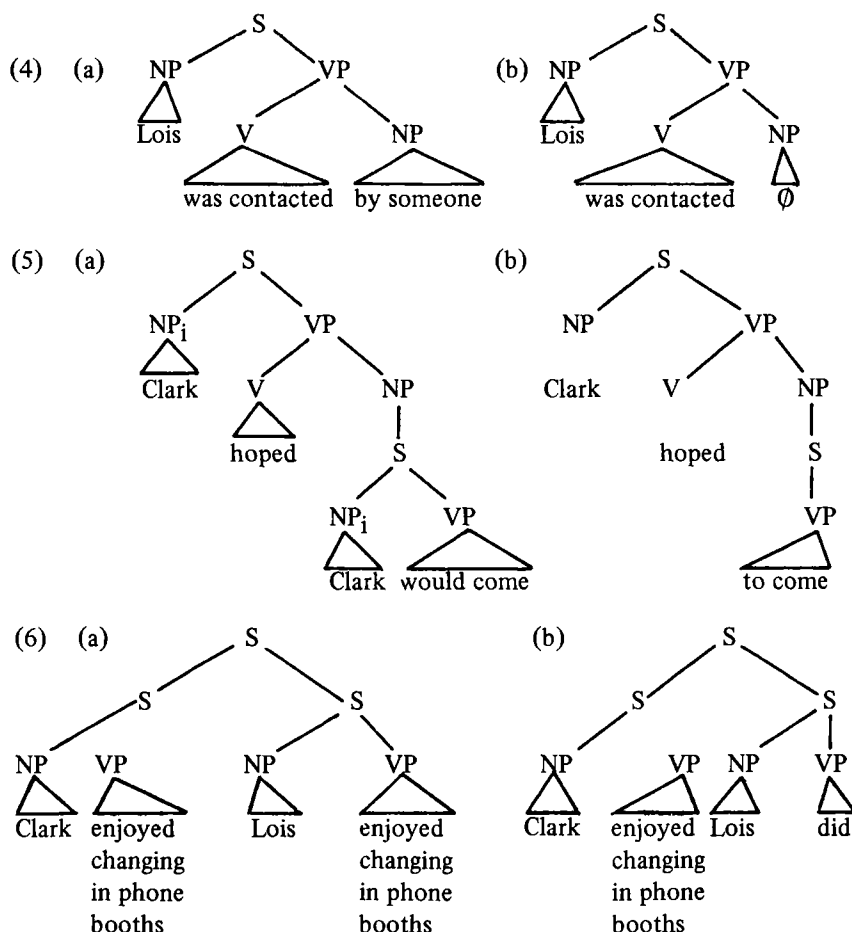 S S
(4) (a) NP VP (b) NP VP
Lois V NP Lois V NP
was contacted by someone was contacted ∅
(5) (a) S (b) S
NPi VP NP VP
Clark V NP Clark V NP
hoped S hoped S
NPi VP VP
Clark would come to come
(6) (a) S (b) S
S S S S
NP VP NP VP NP VP NP VP
Clark enjoyed Lois enjoyed Clark enjoyed Lois did
changing changing changing
in phone in phone in phone
booths booths booths